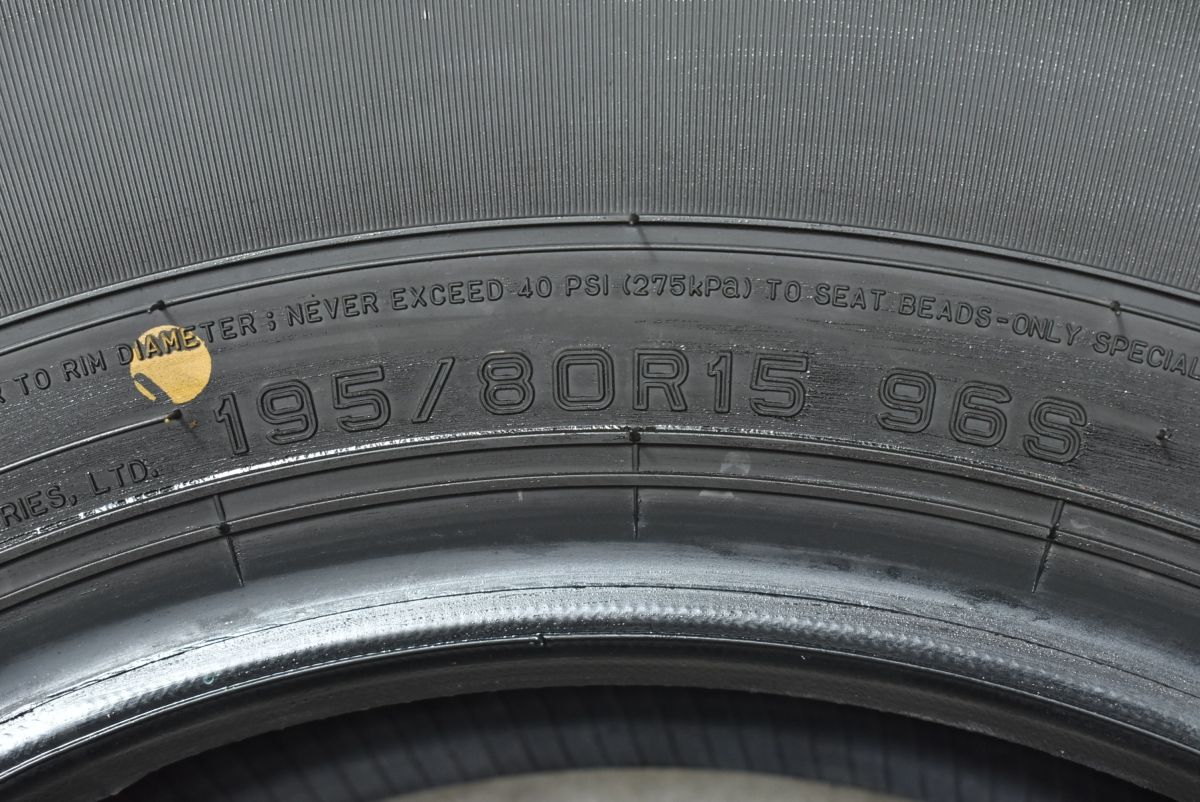 TO RIM DIAMETER; NEVER EXCEED 40 PSI (275kPa) TO SEAT BEADS-ONLY SPECIAL
195/80R15 96S
RIES, LTD.